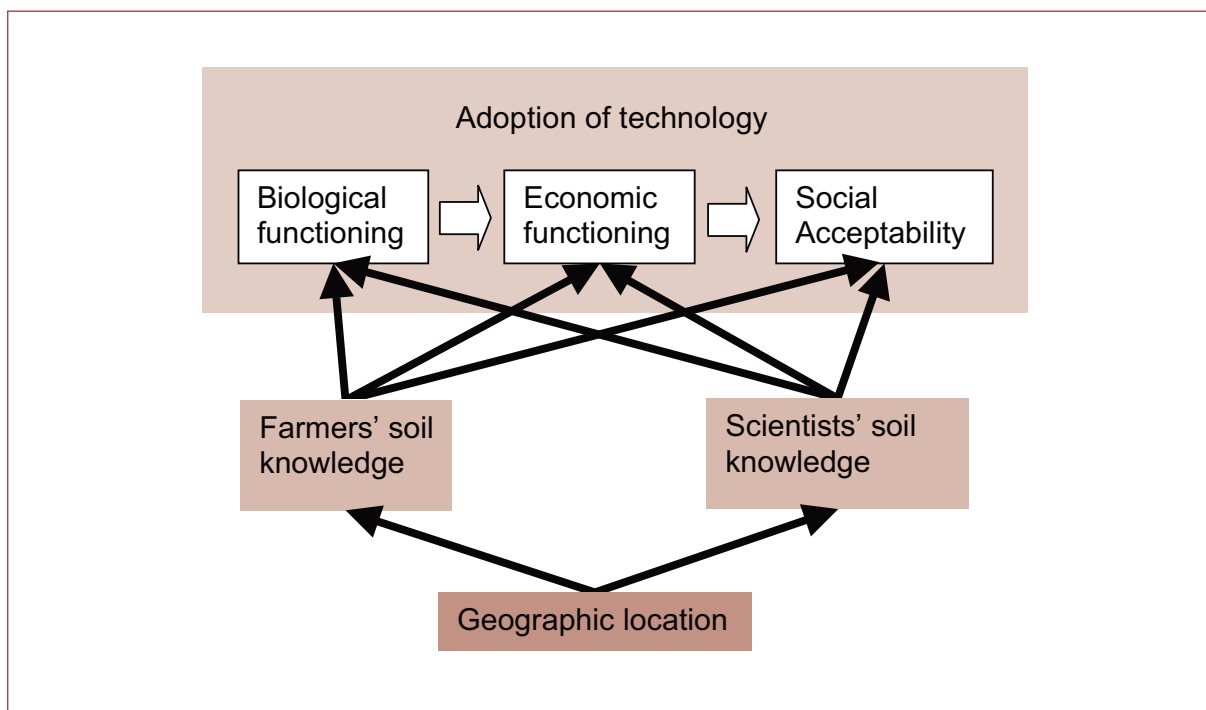 Adoption of technology
Biological
functioning
Economic
functioning
Social
Acceptability
Farmers’ soil
knowledge
Scientists’ soil
knowledge
Geographic location